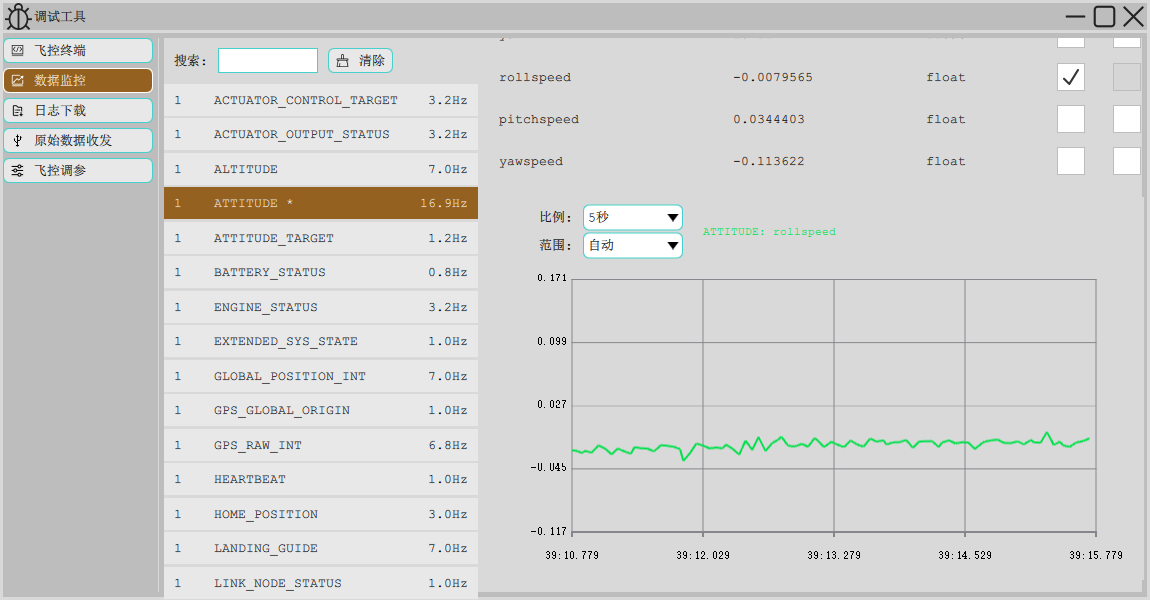 调试工具
飞控终端
数据监控
日志下载
原始数据收发
飞控调参
搜索： 清除
1 ACTUATOR_CONTROL_TARGET 3.2Hz
1 ACTUATOR_OUTPUT_STATUS 3.2Hz
1 ALTITUDE 7.0Hz
1 ATTITUDE * 16.9Hz
1 ATTITUDE_TARGET 1.2Hz
1 BATTERY_STATUS 0.8Hz
1 ENGINE_STATUS 3.2Hz
1 EXTENDED_SYS_STATE 1.0Hz
1 GLOBAL_POSITION_INT 7.0Hz
1 GPS_GLOBAL_ORIGIN 1.0Hz
1 GPS_RAW_INT 6.8Hz
1 HEARTBEAT 1.0Hz
1 HOME_POSITION 3.0Hz
1 LANDING_GUIDE 7.0Hz
1 LINK_NODE_STATUS 1.0Hz
rollspeed -0.0079565 float
pitchspeed 0.0344403 float
yawspeed -0.113622 float
比例： 5秒
范围： 自动
ATTITUDE: rollspeed
0.171
0.099
0.027
-0.045
-0.117
39:10.779 39:12.029 39:13.279 39:14.529 39:15.779